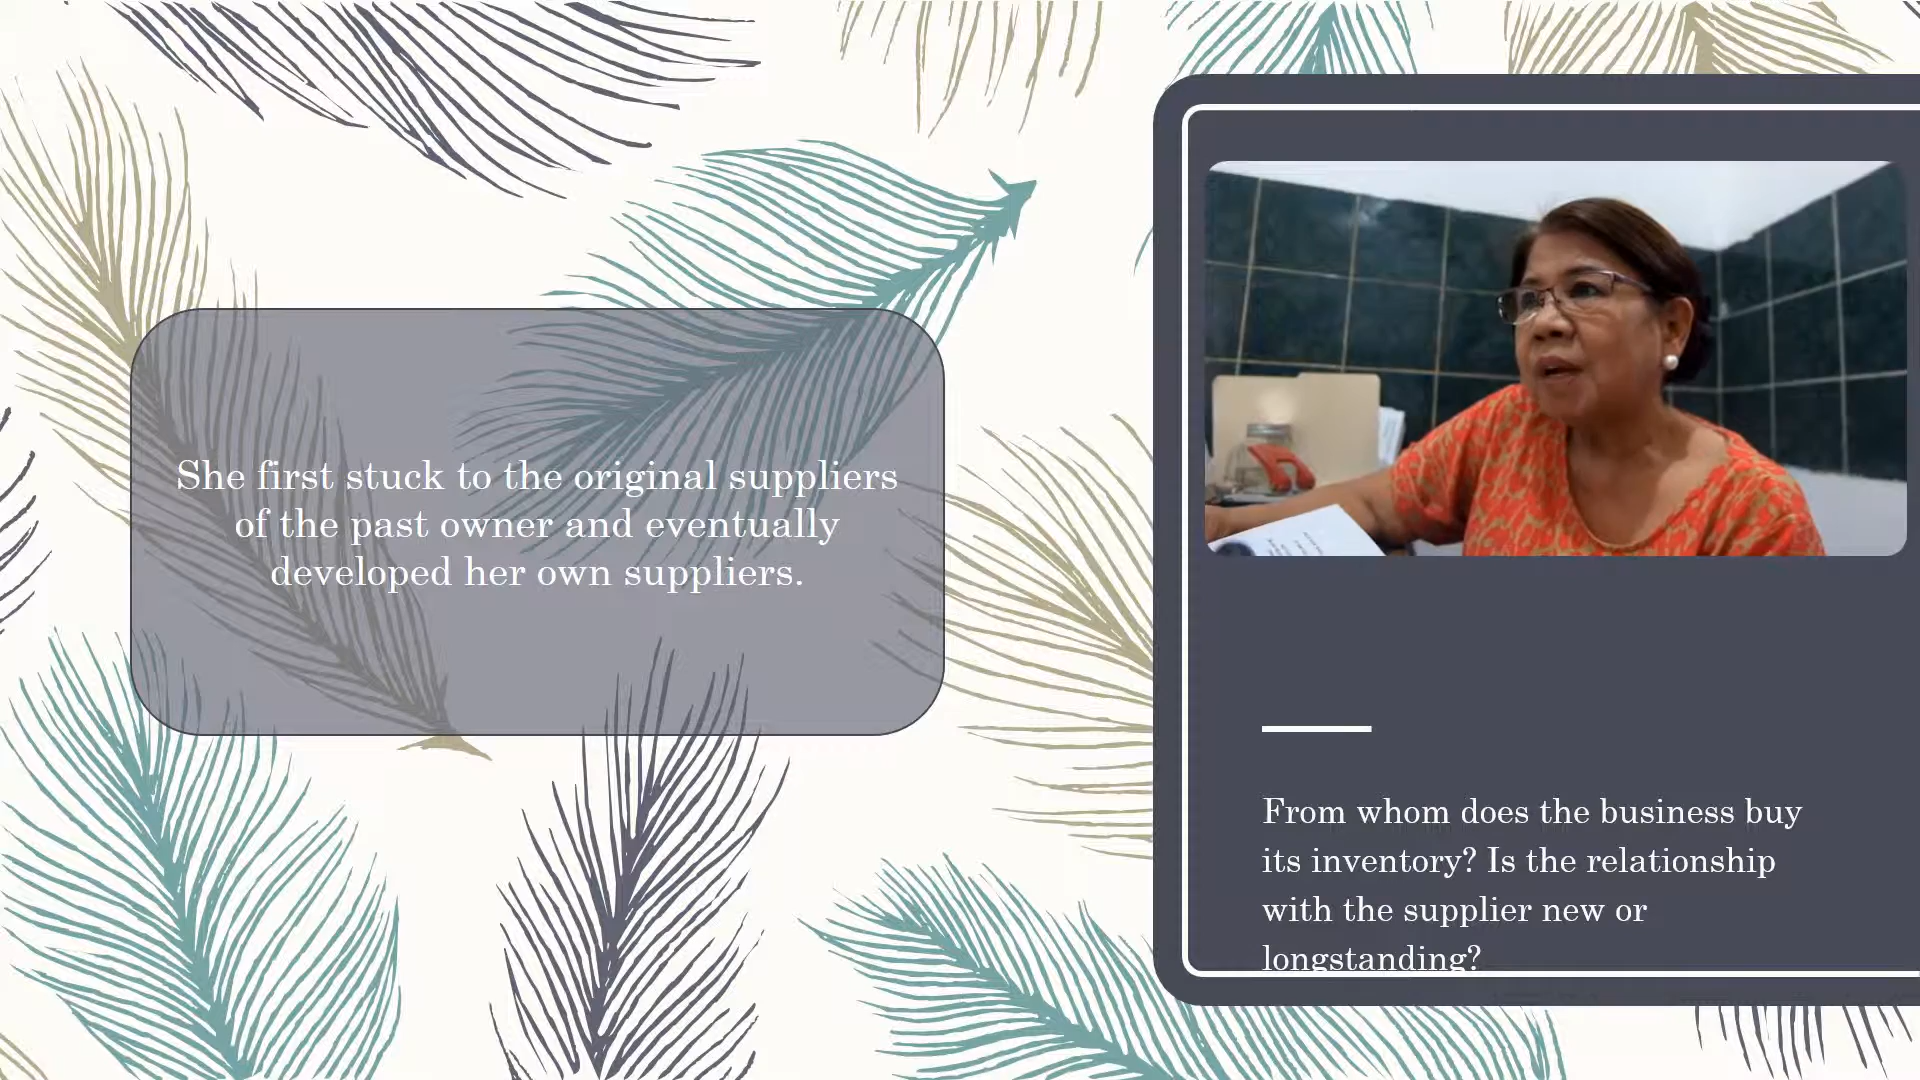 She first stuck to the original suppliers
of the past owner and eventually
developed her own suppliers.
From whom does the business buy
its inventory? Is the relationship
with the supplier new or
longstanding?